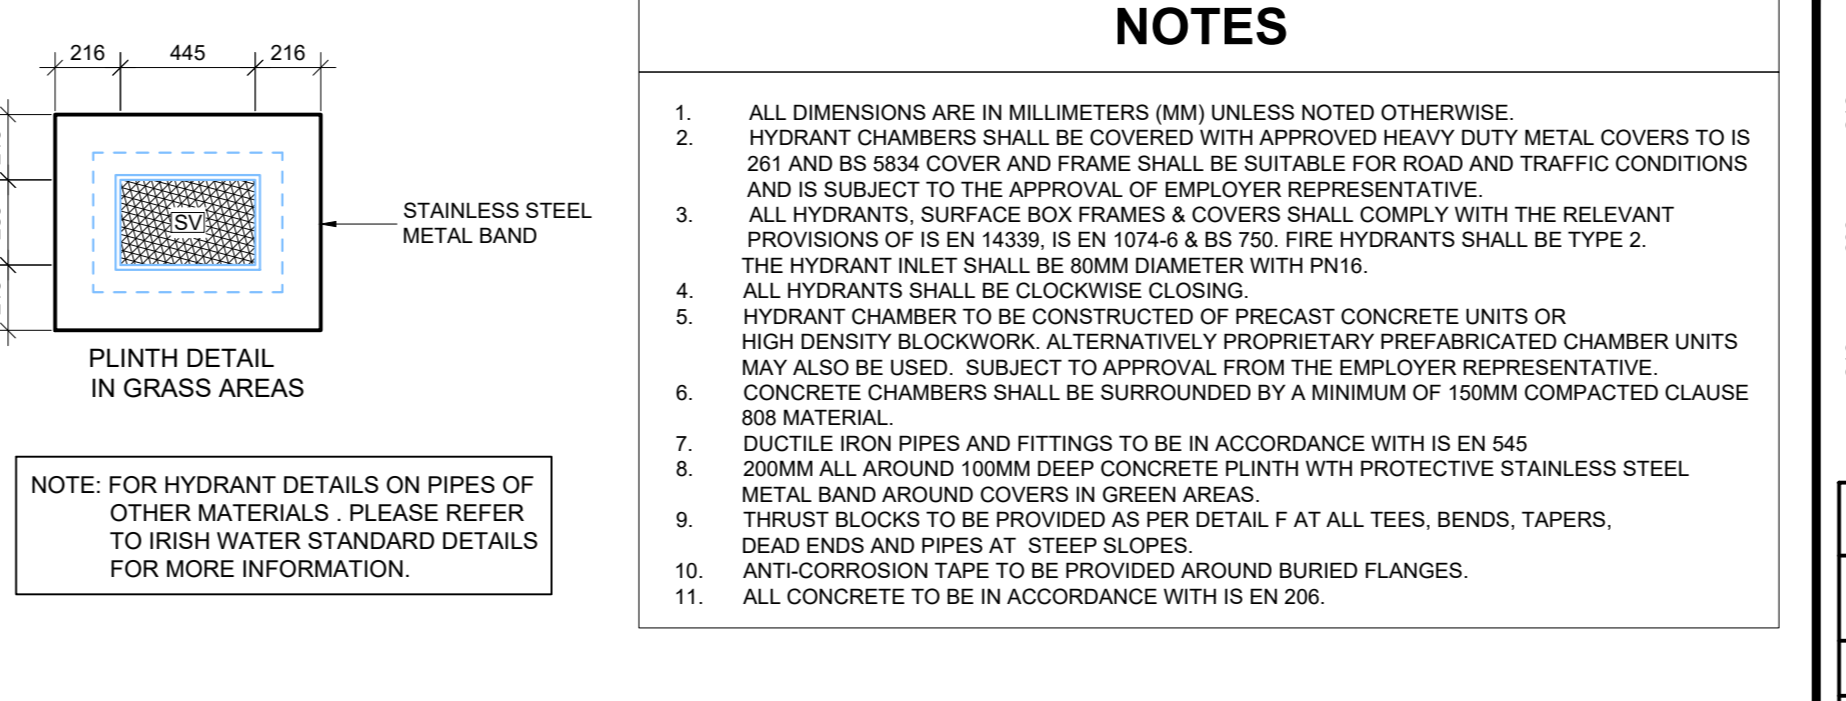 216 445 216
SV
STAINLESS STEEL
METAL BAND
PLINTH DETAIL
IN GRASS AREAS
NOTE: FOR HYDRANT DETAILS ON PIPES OF
OTHER MATERIALS . PLEASE REFER
TO IRISH WATER STANDARD DETAILS
FOR MORE INFORMATION.
NOTES
1. ALL DIMENSIONS ARE IN MILLIMETERS (MM) UNLESS NOTED OTHERWISE.
2. HYDRANT CHAMBERS SHALL BE COVERED WITH APPROVED HEAVY DUTY METAL COVERS TO IS
261 AND BS 5834 COVER AND FRAME SHALL BE SUITABLE FOR ROAD AND TRAFFIC CONDITIONS
AND IS SUBJECT TO THE APPROVAL OF EMPLOYER REPRESENTATIVE.
3. ALL HYDRANTS, SURFACE BOX FRAMES & COVERS SHALL COMPLY WITH THE RELEVANT
PROVISIONS OF IS EN 14339, IS EN 1074-6 & BS 750. FIRE HYDRANTS SHALL BE TYPE 2.
THE HYDRANT INLET SHALL BE 80MM DIAMETER WITH PN16.
4. ALL HYDRANTS SHALL BE CLOCKWISE CLOSING.
5. HYDRANT CHAMBER TO BE CONSTRUCTED OF PRECAST CONCRETE UNITS OR
HIGH DENSITY BLOCKWORK. ALTERNATIVELY PROPRIETARY PREFABRICATED CHAMBER UNITS
MAY ALSO BE USED. SUBJECT TO APPROVAL FROM THE EMPLOYER REPRESENTATIVE.
6. CONCRETE CHAMBERS SHALL BE SURROUNDED BY A MINIMUM OF 150MM COMPACTED CLAUSE
808 MATERIAL.
7. DUCTILE IRON PIPES AND FITTINGS TO BE IN ACCORDANCE WITH IS EN 545
8. 200MM ALL AROUND 100MM DEEP CONCRETE PLINTH WTH PROTECTIVE STAINLESS STEEL
METAL BAND AROUND COVERS IN GREEN AREAS.
9. THRUST BLOCKS TO BE PROVIDED AS PER DETAIL F AT ALL TEES, BENDS, TAPERS,
DEAD ENDS AND PIPES AT STEEP SLOPES.
10. ANTI-CORROSION TAPE TO BE PROVIDED AROUND BURIED FLANGES.
11. ALL CONCRETE TO BE IN ACCORDANCE WITH IS EN 206.